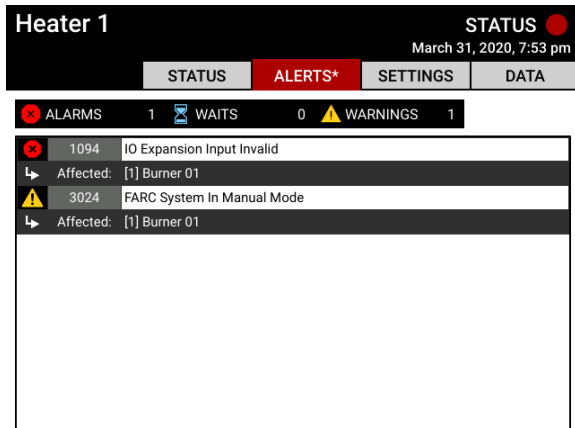 Heater 1
STATUS
March 31, 2020, 7:53 pm
STATUS ALERTS* SETTINGS DATA
ALARMS 1 WAITS 0 WARNINGS 1
1094 IO Expansion Input Invalid
Affected: [1] Burner 01
3024 FARC System In Manual Mode
Affected: [1] Burner 01